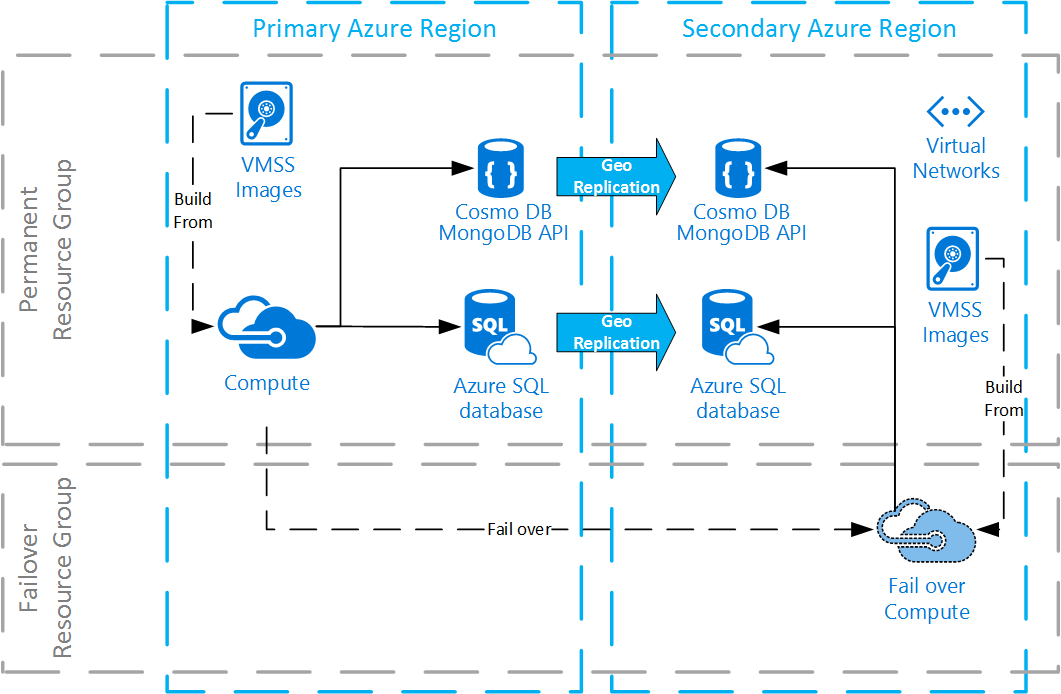 Primary Azure Region
Secondary Azure Region
Permanent
Resource Group
VMSS
Images
Build
From
Compute
Cosmo DB
MongoDB API
SQL
Azure SQL
database
Geo
Replication
Geo
Replication
Cosmo DB
MongoDB API
SQL
Azure SQL
database
Virtual
Networks
VMSS
Images
Build
From
Failover
Resource Group
Fail over
Fail over
Compute